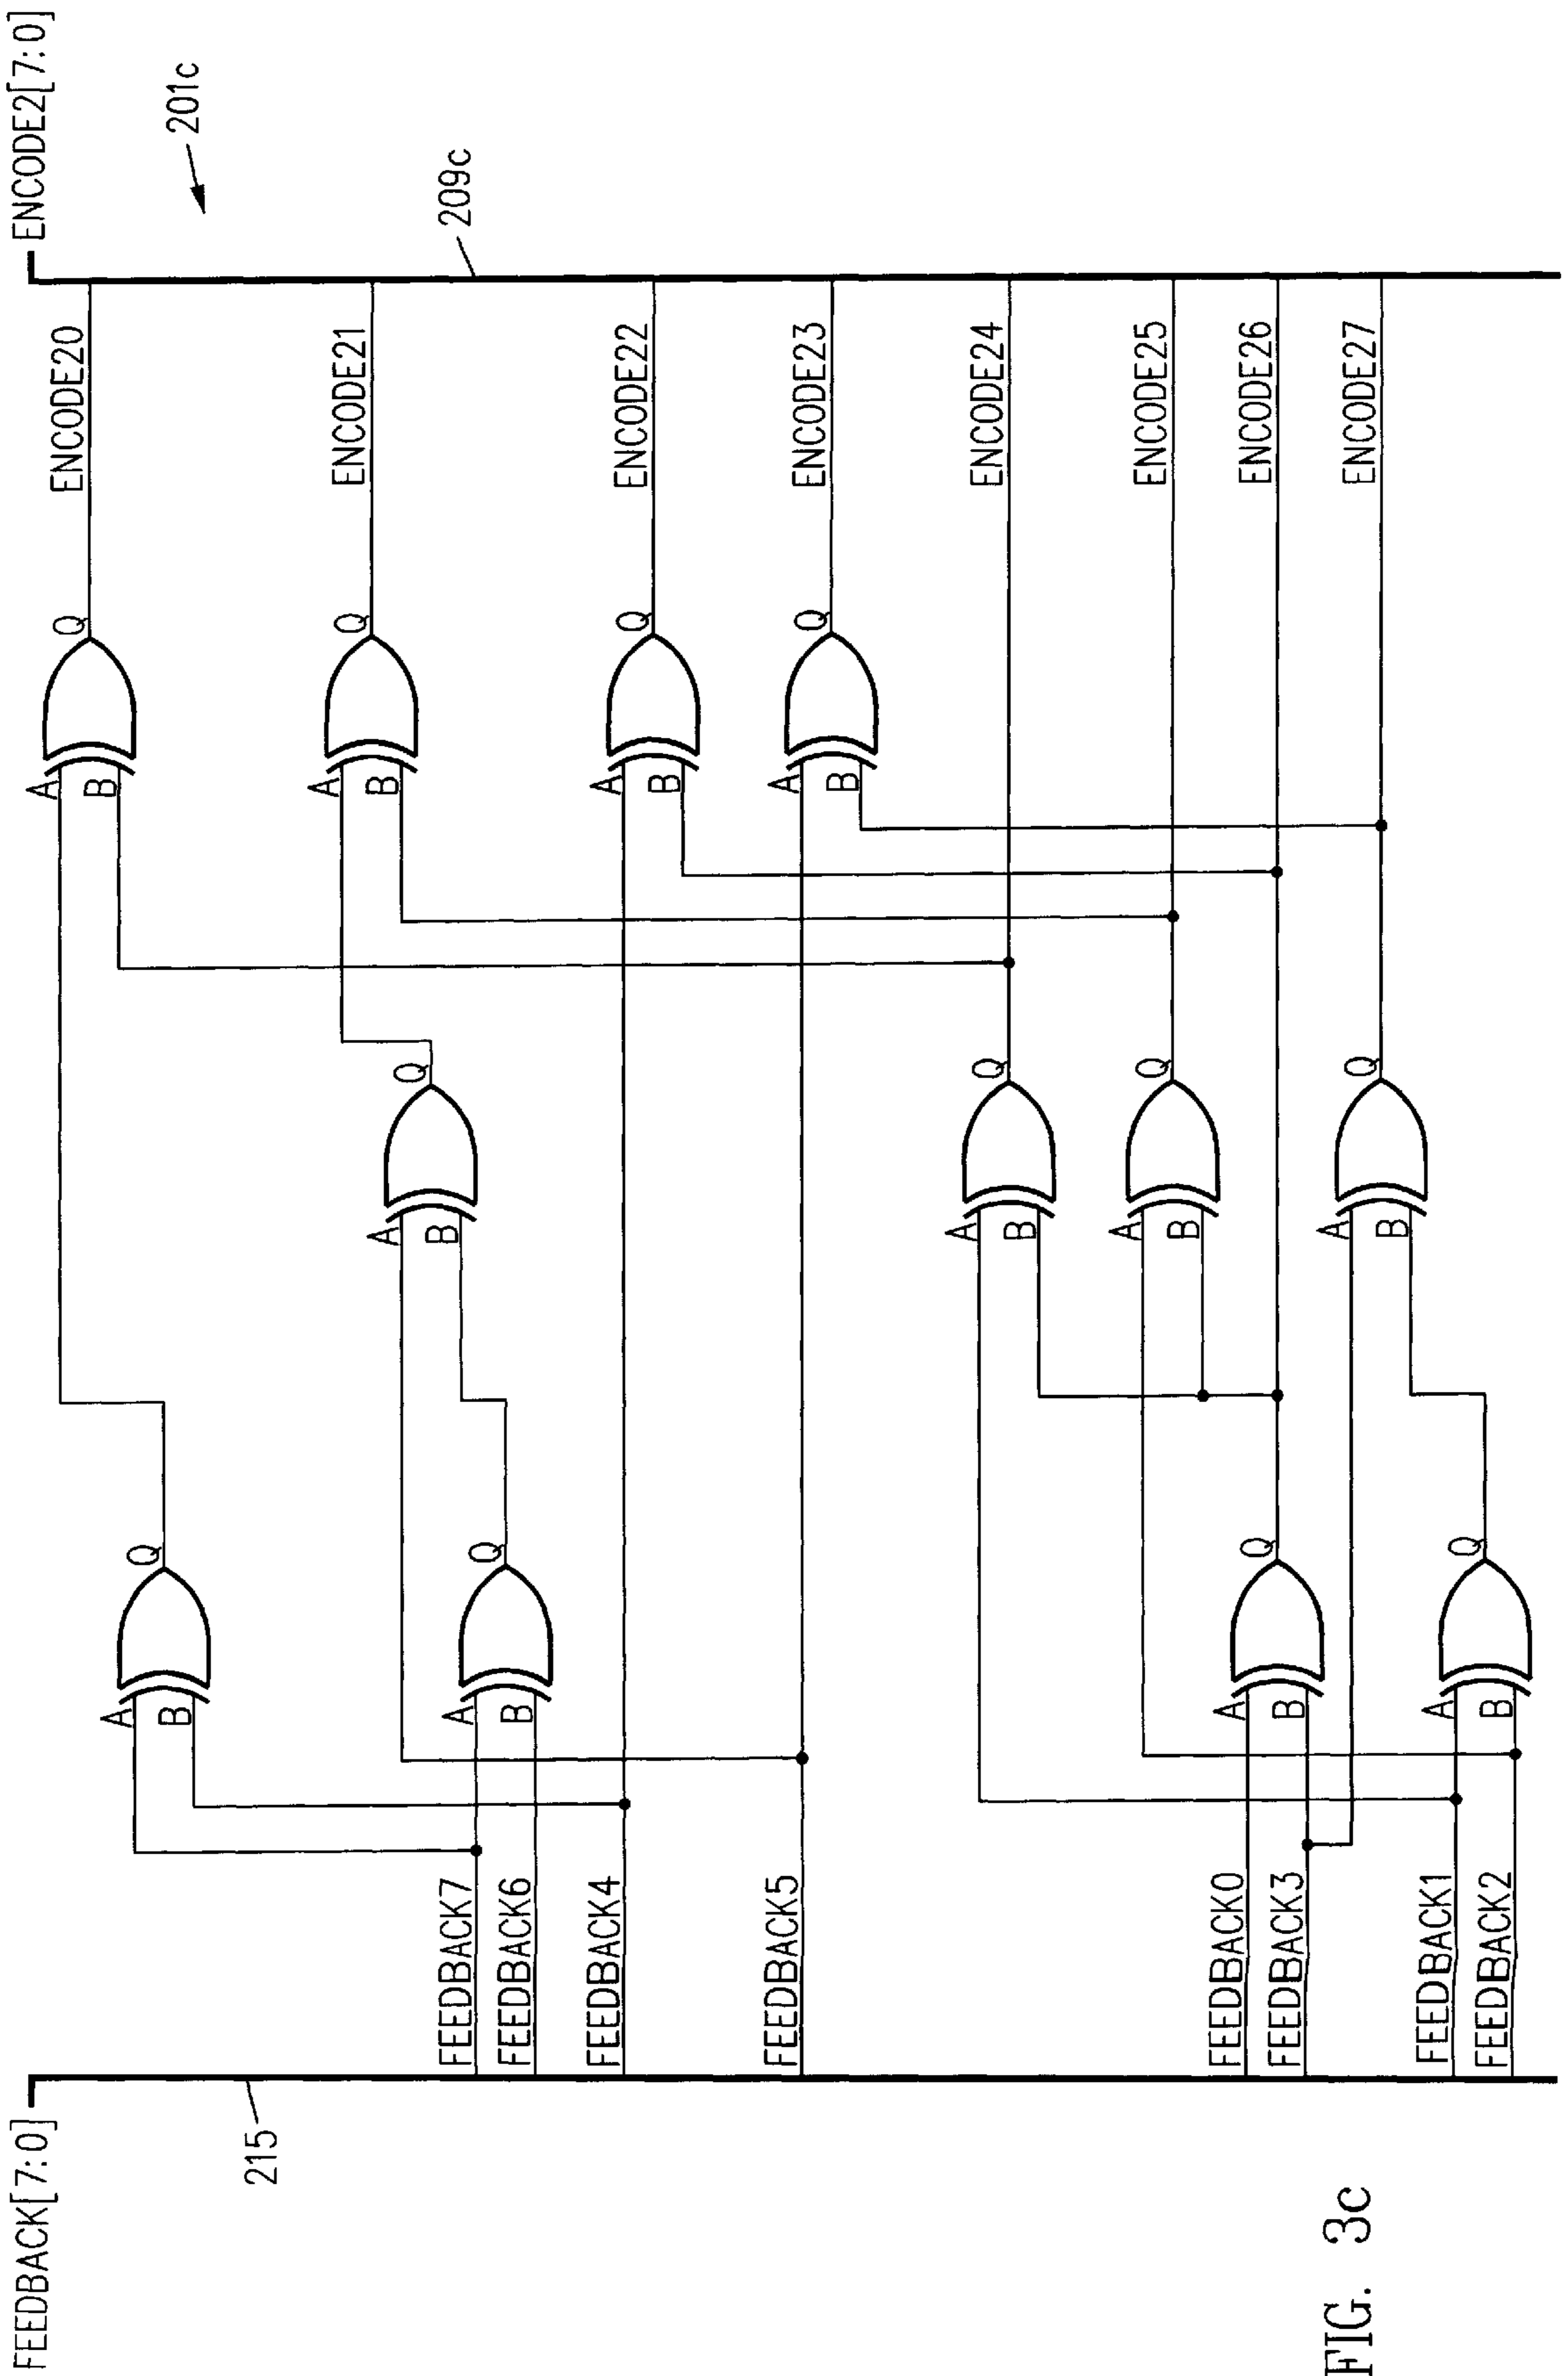 FEEDBACK[7:0]
ENCODE2[7:0]
201c
209c
215
ENCODE20
ENCODE21
ENCODE22
ENCODE23
ENCODE24
ENCODE25
ENCODE26
ENCODE27
A
B
Q
A
B
Q
A
B
Q
A
B
Q
A
B
Q
A
B
Q
A
B
Q
A
B
Q
A
B
Q
A
B
Q
A
B
Q
A
B
Q
FEEDBACK7
FEEDBACK6
FEEDBACK4
FEEDBACK5
FEEDBACK0
FEEDBACK3
FEEDBACK1
FEEDBACK2
FIG. 3c